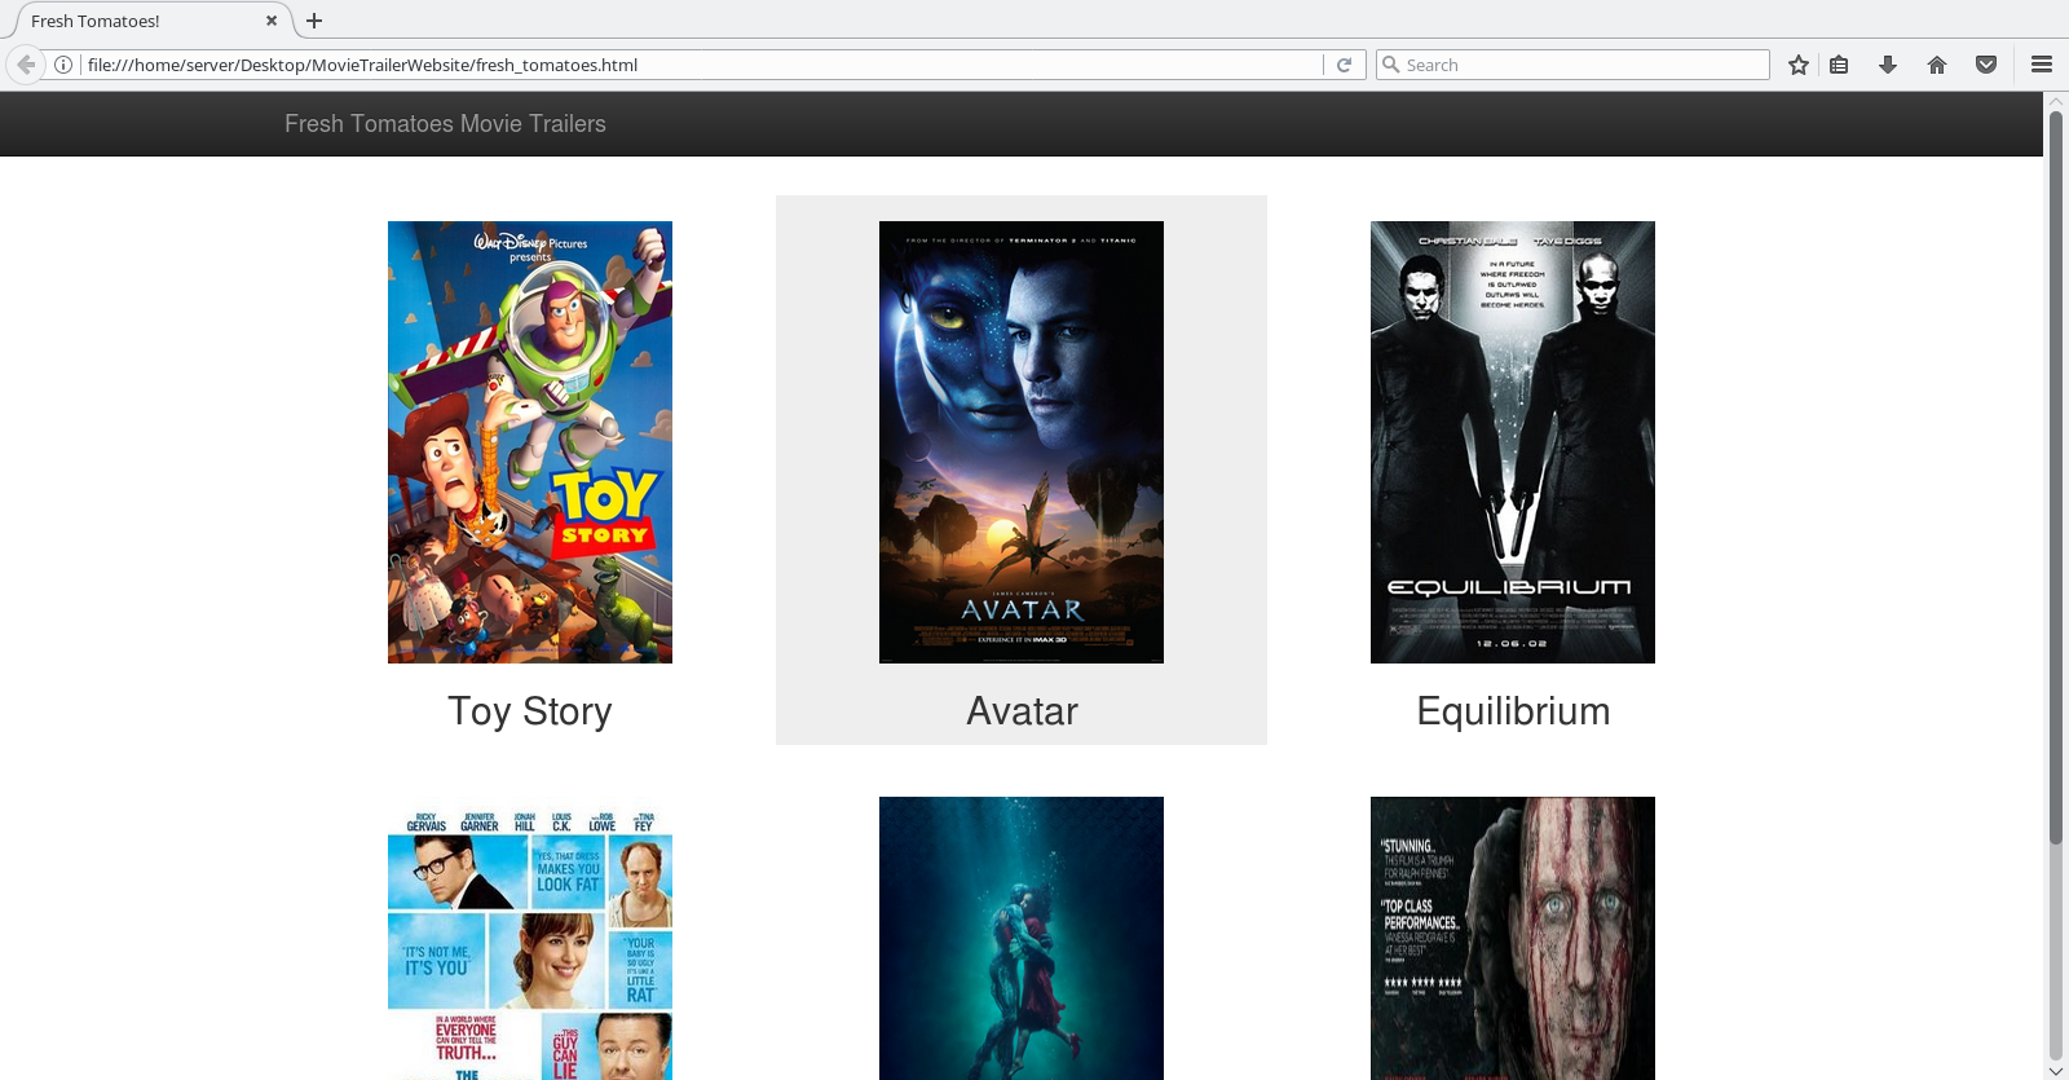 Fresh Tomatoes!
file:///home/server/Desktop/MovieTrailerWebsite/fresh_tomatoes.html
Search
Fresh Tomatoes Movie Trailers
WALT DISNEY Pictures
presents
TOY
STORY
Toy Story
FROM THE DIRECTOR OF TERMINATOR 2 AND TITANIC
JAMES CAMERON'S
AVATAR
EXPERIENCE IT IN IMAX 3D
Avatar
CHRISTIAN BALE TAYE DIGGS
IN A FUTURE
WHERE FREEDOM
IS OUTLAWED
OUTLAWS WILL
BECOME HEROES.
EQUILIBRIUM
12.06.02
Equilibrium
RICKY GERVAIS
JENNIFER GARNER
JONAH HILL
LOUIS C.K.
ROB LOWE
TINA FEY
"YES, THAT DRESS
MAKES YOU
LOOK FAT"
"IT'S NOT ME,
IT'S YOU"
"YOUR
BABY IS
SO UGLY
IT'S LIKE A
LITTLE
RAT"
IN A WORLD WHERE
EVERYONE
CAN ONLY TELL THE
TRUTH...
...THIS
GUY
CAN
LIE
THE
"STUNNING...
THIS FILM IS A TRIUMPH
FOR RALPH FIENNES"
"TOP CLASS
PERFORMANCES...
VANESSA REDGRAVE IS
AT HER BEST"